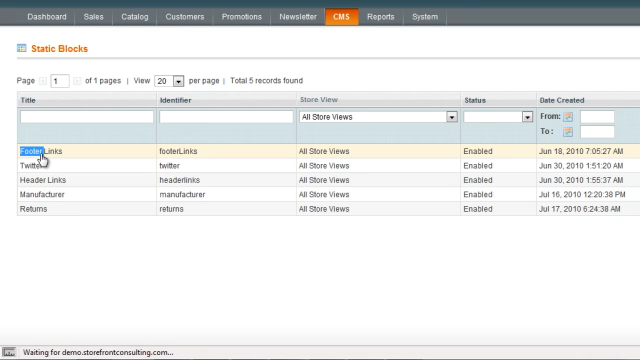 Dashboard Sales Catalog Customers Promotions Newsletter CMS Reports System
Static Blocks
Page 1 of 1 pages | View 20 per page | Total 5 records found
Title Identifier Store View Status Date Created
All Store Views From:
To :
Footer Links footerLinks All Store Views Enabled Jun 18, 2010 7:05:27 AM
Twitter twitter All Store Views Enabled Jun 30, 2010 1:51:20 AM
Header Links headerlinks All Store Views Enabled Jun 30, 2010 1:55:37 AM
Manufacturer manufacturer All Store Views Enabled Jul 16, 2010 12:20:38 PM
Returns returns All Store Views Enabled Jul 17, 2010 6:24:38 AM
Waiting for demo.storefrontconsulting.com...